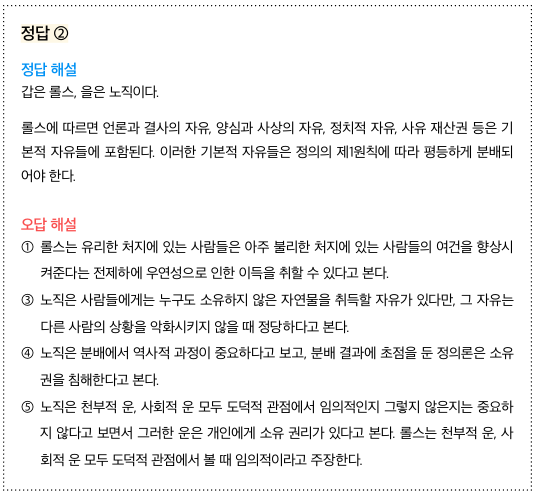 정답 ②
정답 해설
갑은 롤스, 을은 노직이다.
롤스에 따르면 언론과 결사의 자유, 양심과 사상의 자유, 정치적 자유, 사유 재산권 등은 기
본적 자유들에 포함된다. 이러한 기본적 자유들은 정의의 제1원칙에 따라 평등하게 분배되
어야 한다.
오답 해설
① 롤스는 유리한 처지에 있는 사람들은 아주 불리한 처지에 있는 사람들의 여건을 향상시
켜준다는 전제하에 우연성으로 인한 이득을 취할 수 있다고 본다.
③ 노직은 사람들에게는 누구도 소유하지 않은 자연물을 취득할 자유가 있다만, 그 자유는
다른 사람의 상황을 악화시키지 않을 때 정당하다고 본다.
④ 노직은 분배에서 역사적 과정이 중요하다고 보고, 분배 결과에 초점을 둔 정의론은 소유
권을 침해한다고 본다.
⑤ 노직은 천부적 운, 사회적 운 모두 도덕적 관점에서 임의적인지 그렇지 않은지는 중요하
지 않다고 보면서 그러한 운은 개인에게 소유 권리가 있다고 본다. 롤스는 천부적 운, 사
회적 운 모두 도덕적 관점에서 볼 때 임의적이라고 주장한다.